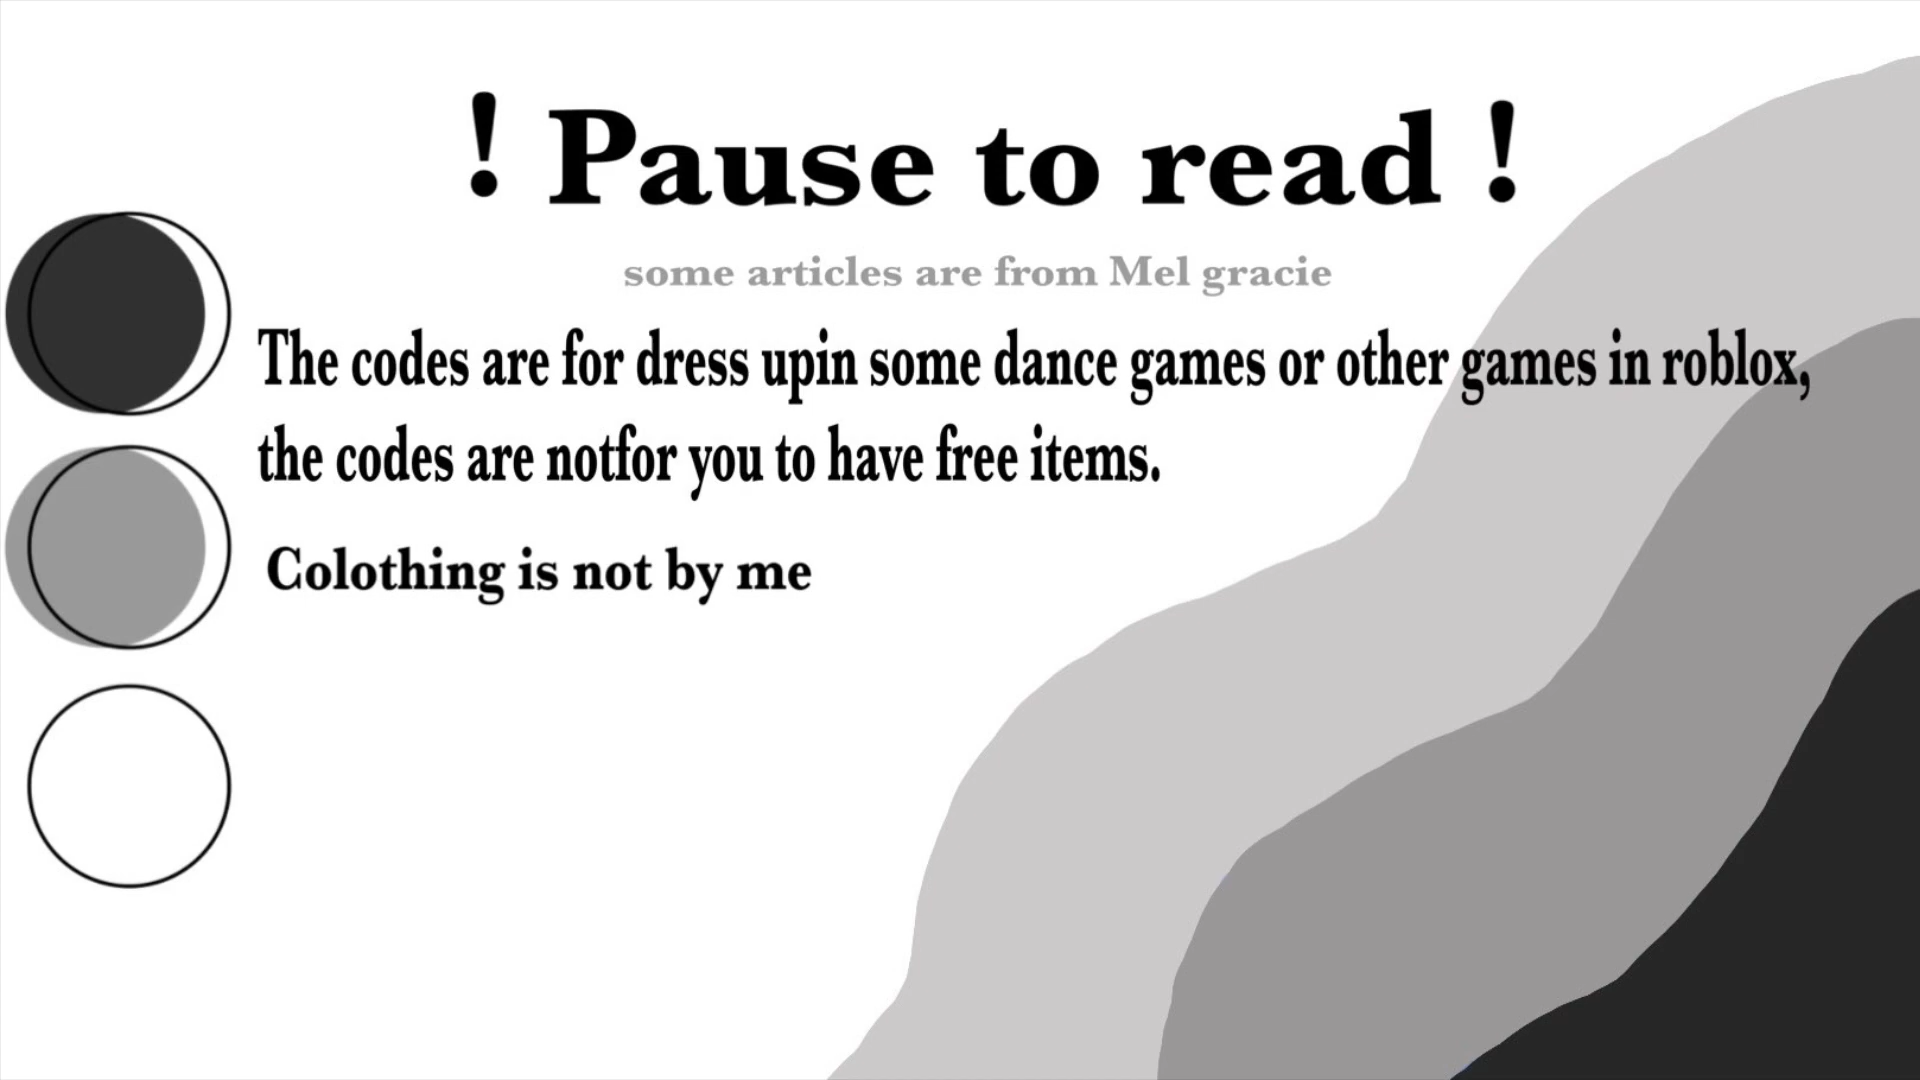 ! Pause to read !
some articles are from Mel gracie
The codes are for dress upin some dance games or other games in roblox,
the codes are notfor you to have free items.
Colothing is not by me